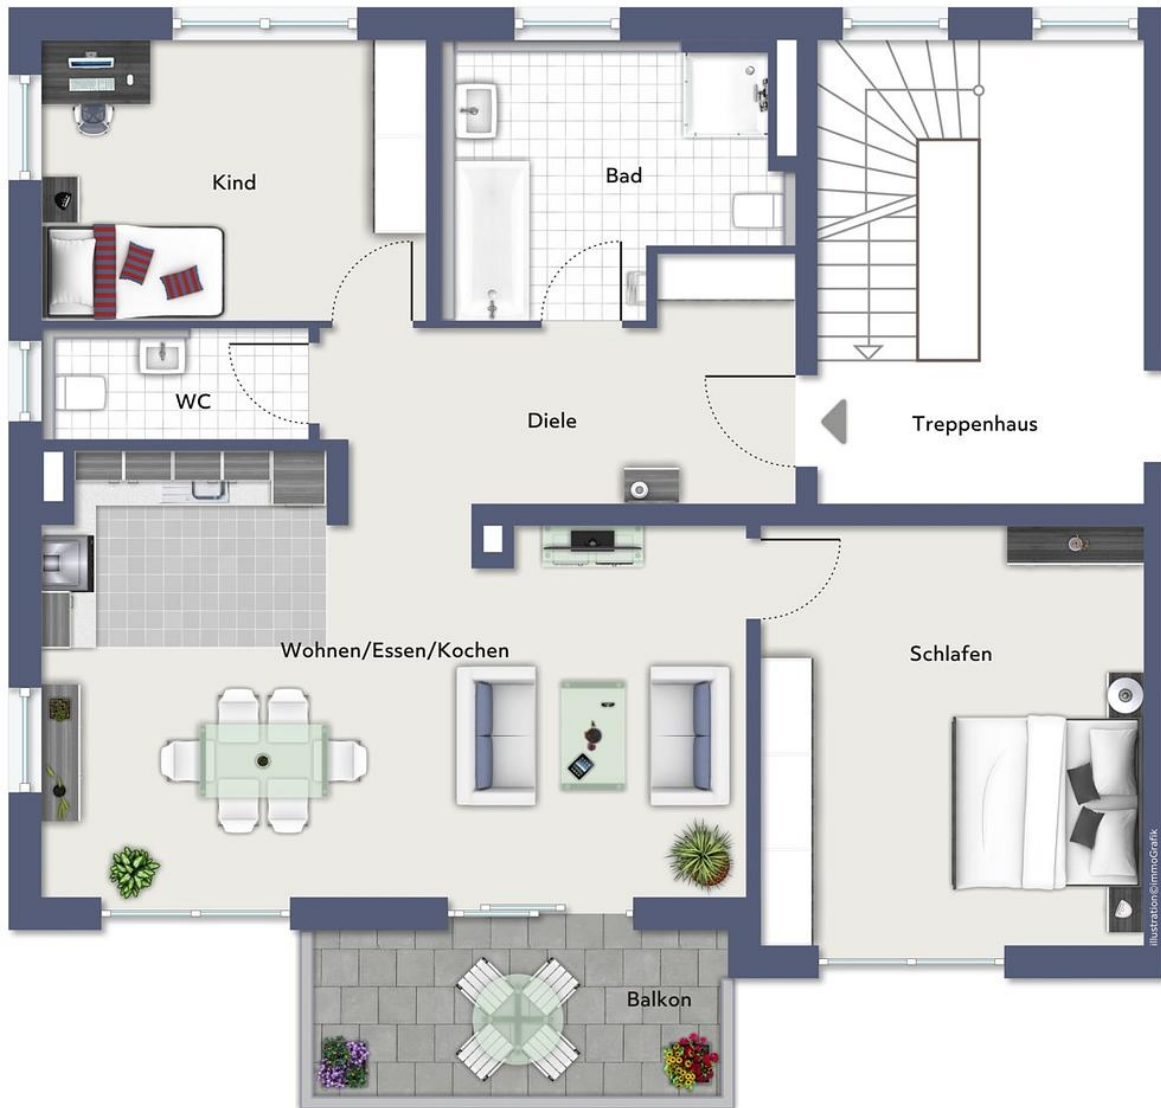 Kind
Bad
WC
Diele
Treppenhaus
Wohnen/Essen/Kochen
Schlafen
Balkon
illustration©immoGrafik